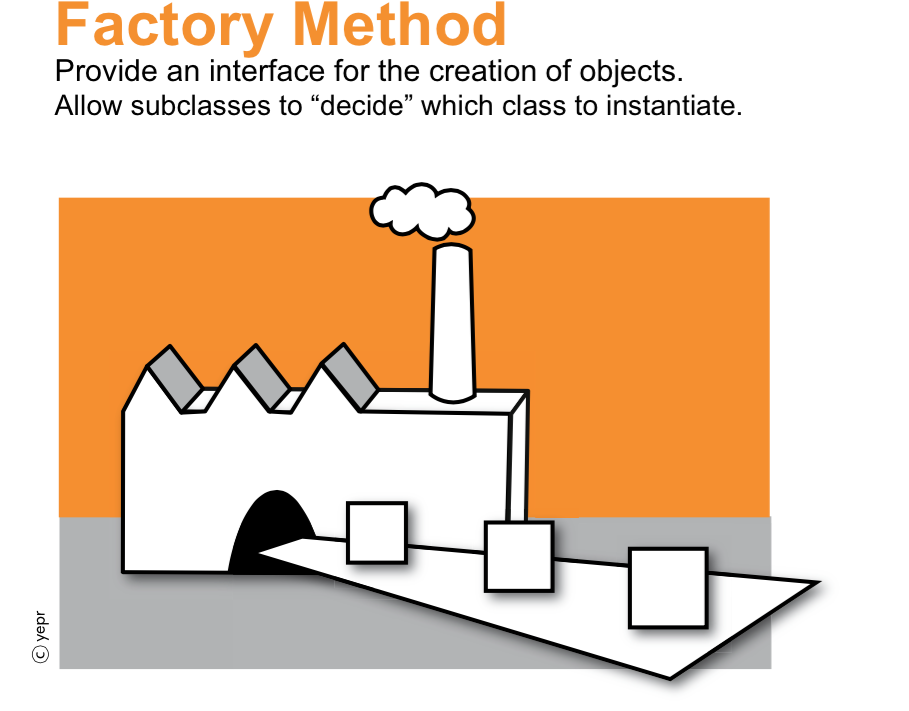 Factory Method
Provide an interface for the creation of objects.
Allow subclasses to “decide” which class to instantiate.
© yepr